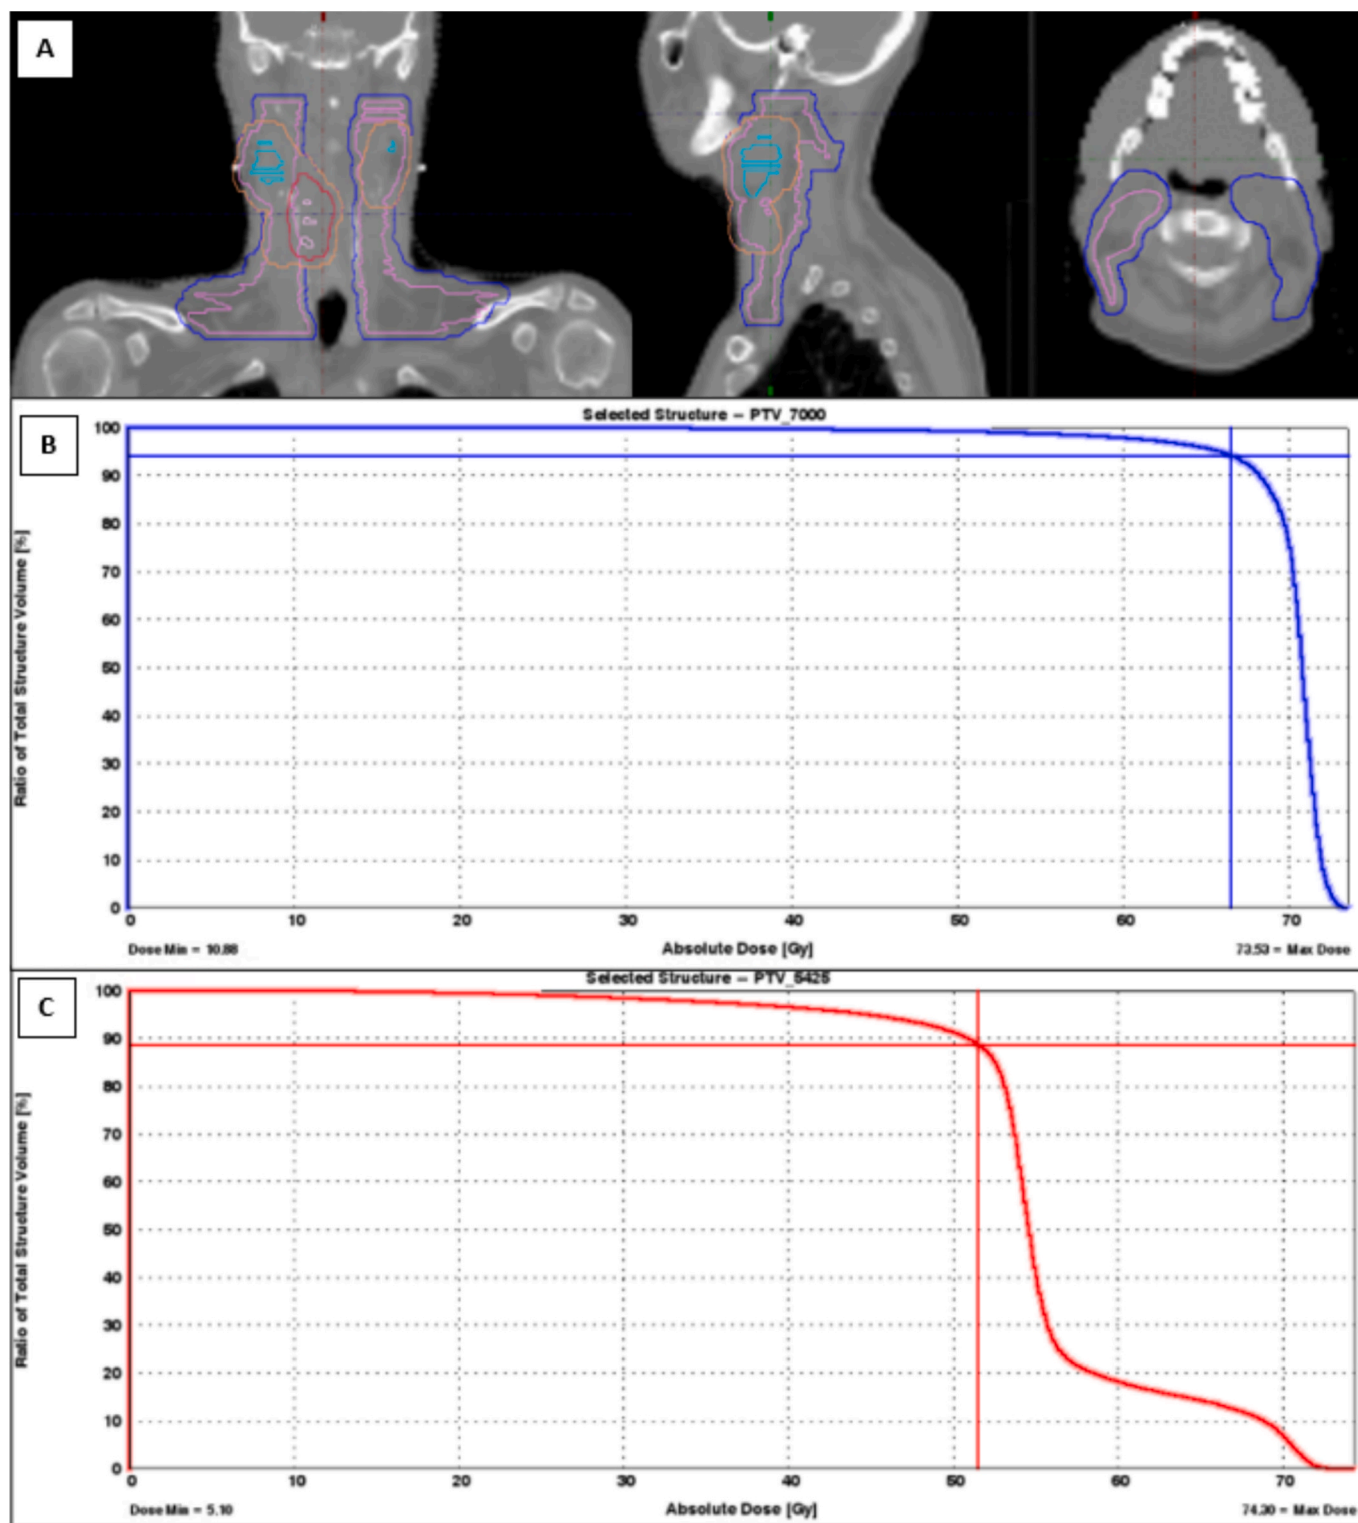 A
B
Selected Structure -- PTV_7000
100
90
80
70
60
50
40
30
20
10
0
Ratio of Total Structure Volume [%]
0 10 20 30 40 50 60 70
Dose Min = 10.88 Absolute Dose [Gy] 73.53 = Max Dose
C
Selected Structure -- PTV_5425
100
90
80
70
60
50
40
30
20
10
0
Ratio of Total Structure Volume [%]
0 10 20 30 40 50 60 70
Dose Min = 5.10 Absolute Dose [Gy] 74.30 = Max Dose